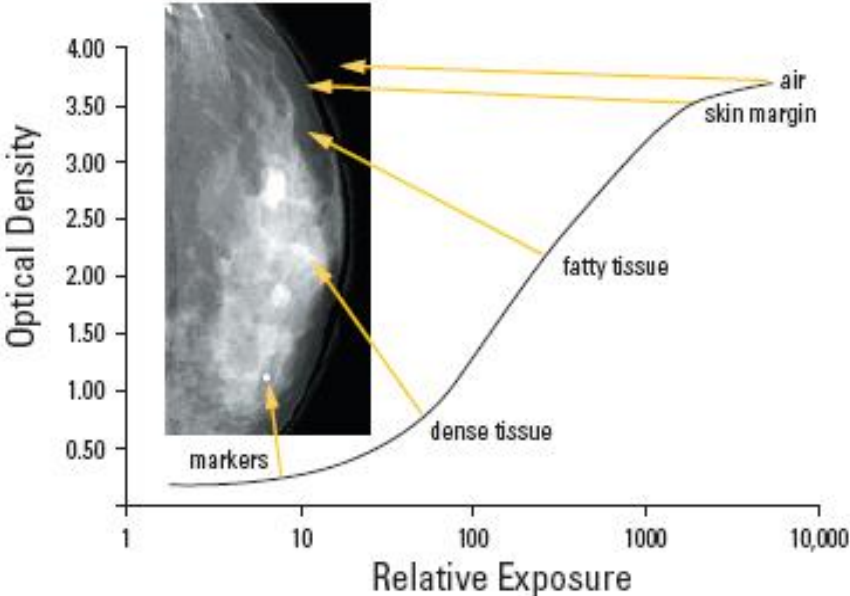 4.00
3.50
3.00
2.50
2.00
1.50
1.00
0.50
Optical Density
air
skin margin
fatty tissue
dense tissue
markers
1
10
100
1000
10,000
Relative Exposure